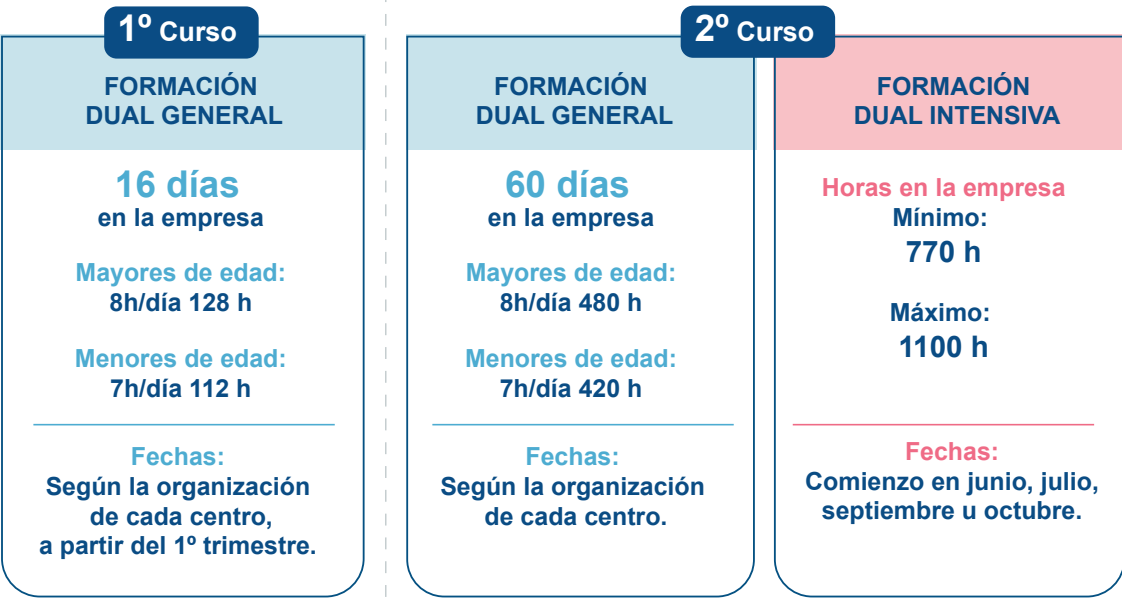 1º Curso
FORMACIÓN
DUAL GENERAL
16 días
en la empresa
Mayores de edad:
8h/día 128 h
Menores de edad:
7h/día 112 h
Fechas:
Según la organización
de cada centro,
a partir del 1º trimestre.
2º Curso
FORMACIÓN
DUAL GENERAL
60 días
en la empresa
Mayores de edad:
8h/día 480 h
Menores de edad:
7h/día 420 h
Fechas:
Según la organización
de cada centro.
FORMACIÓN
DUAL INTENSIVA
Horas en la empresa
Mínimo:
770 h
Máximo:
1100 h
Fechas:
Comienzo en junio, julio,
septiembre u octubre.